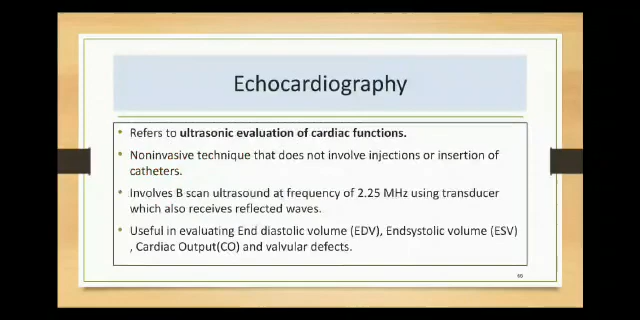 Echocardiography
• Refers to ultrasonic evaluation of cardiac functions.
• Noninvasive technique that does not involve injections or insertion of
catheters.
• Involves B scan ultrasound at frequency of 2.25 MHz using transducer
which also receives reflected waves.
• Useful in evaluating End diastolic volume (EDV), Endsystolic volume (ESV)
, Cardiac Output(CO) and valvular defects.